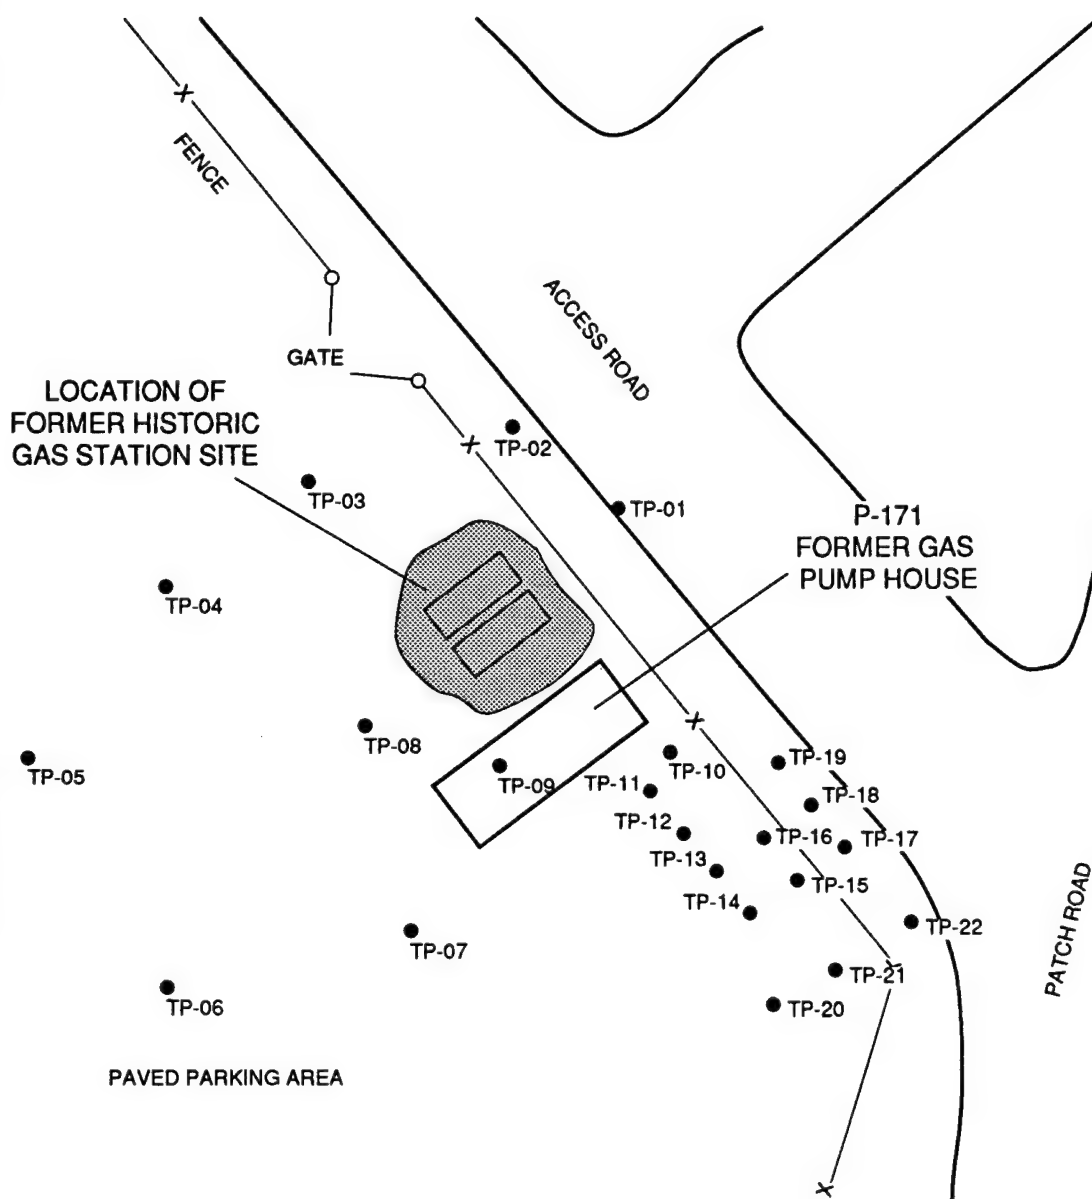 FENCE
ACCESS ROAD
GATE
LOCATION OF
FORMER HISTORIC
GAS STATION SITE
TP-02
TP-03
TP-01
P-171
FORMER GAS
PUMP HOUSE
TP-04
TP-08
TP-05
TP-09
TP-10
TP-11
TP-19
TP-18
TP-12
TP-16
TP-17
TP-13
TP-15
TP-14
TP-22
TP-07
TP-21
TP-20
TP-06
PATCH ROAD
PAVED PARKING AREA